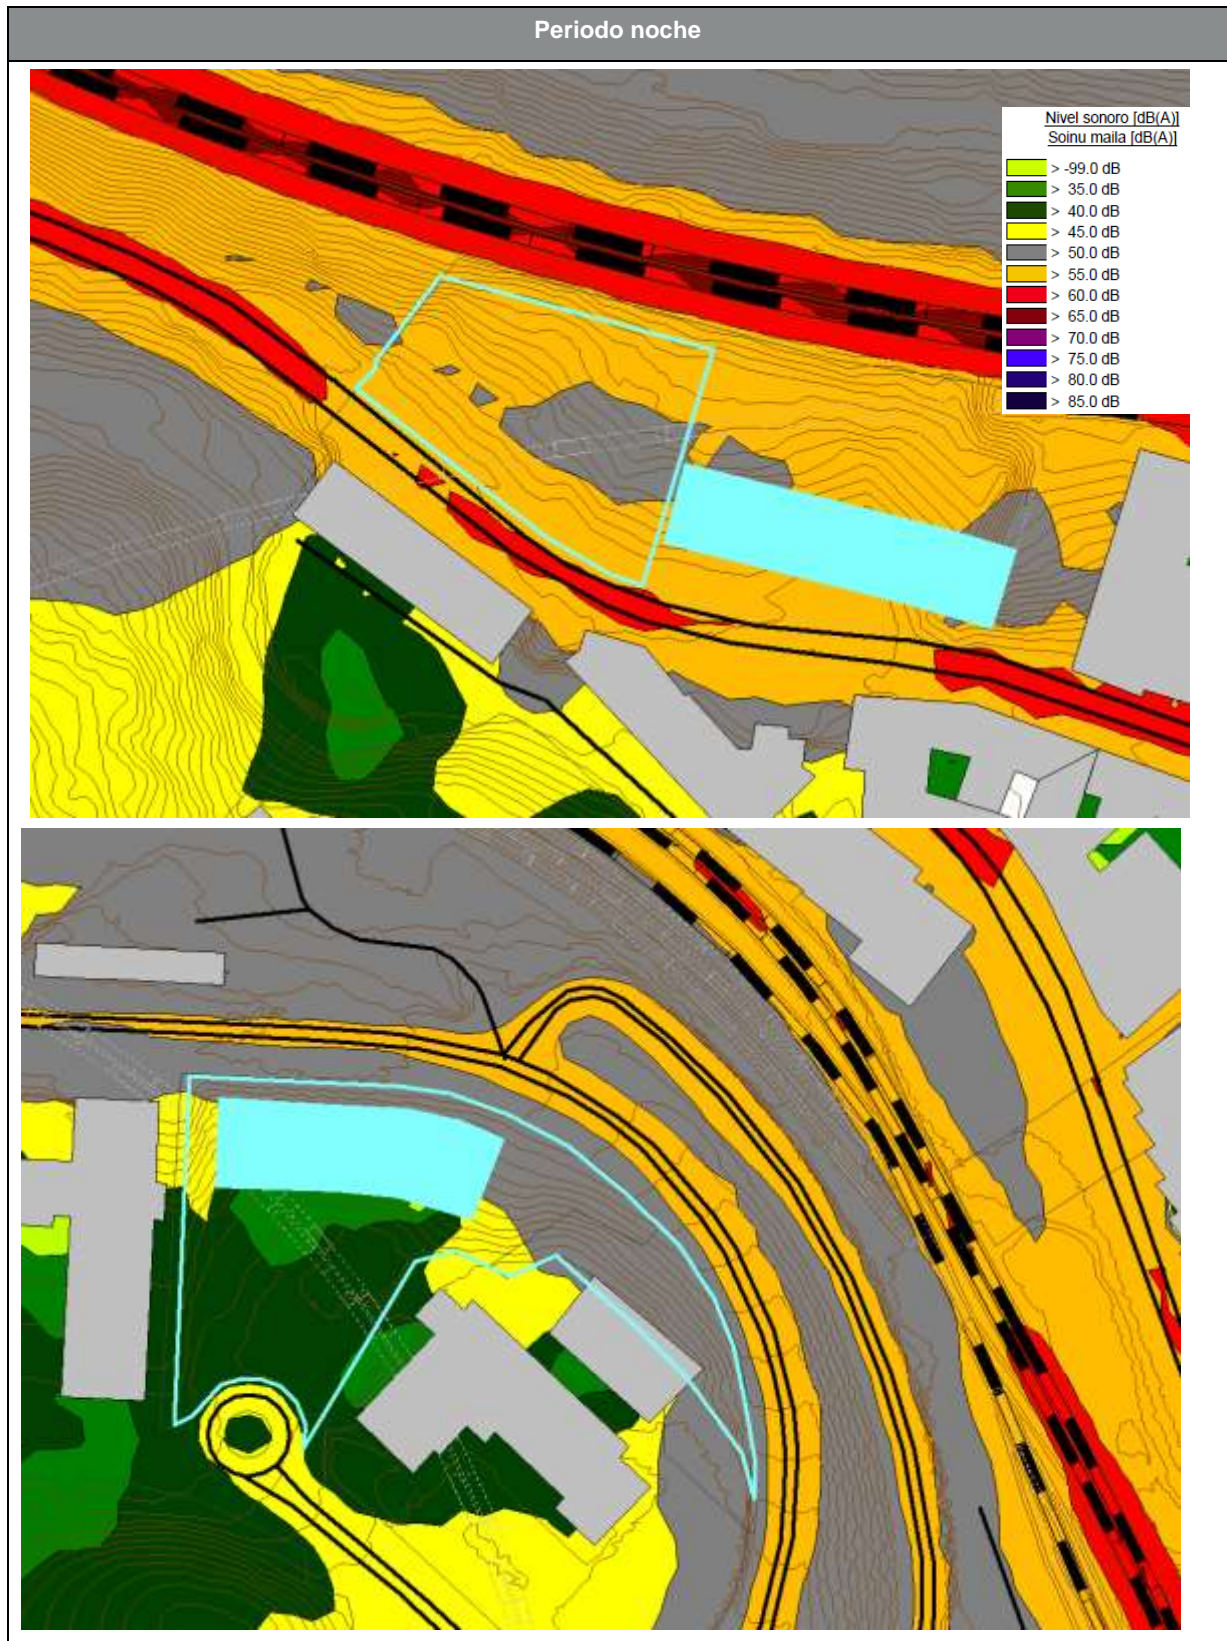 Periodo noche
Nivel sonoro [dB(A)]
Soinu maila [dB(A)]
> -99.0 dB
> 35.0 dB
> 40.0 dB
> 45.0 dB
> 50.0 dB
> 55.0 dB
> 60.0 dB
> 65.0 dB
> 70.0 dB
> 75.0 dB
> 80.0 dB
> 85.0 dB